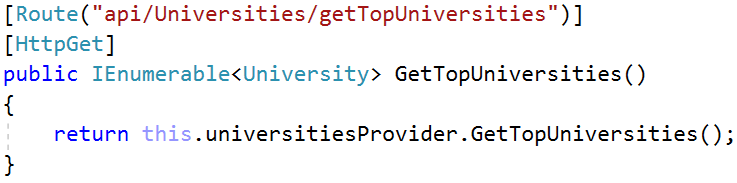 [Route("api/Universities/getTopUniversities")]
[HttpGet]
public IEnumerable<University> GetTopUniversities()
{
    return this.universitiesProvider.GetTopUniversities();
}